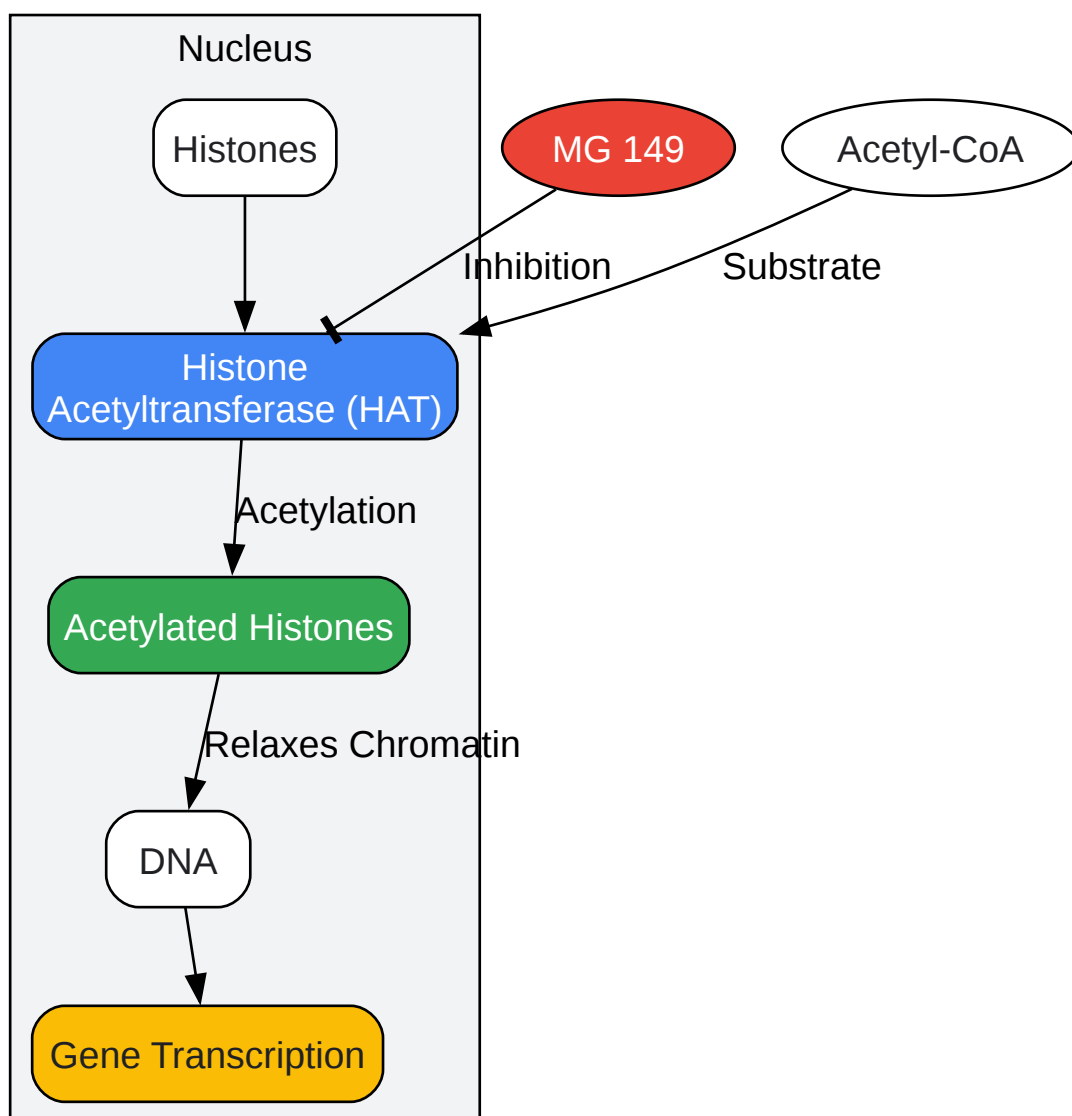 Nucleus
Histones
MG 149
Acetyl-CoA
Inhibition
Substrate
Histone
Acetyltransferase (HAT)
Acetylation
Acetylated Histones
Relaxes Chromatin
DNA
Gene Transcription